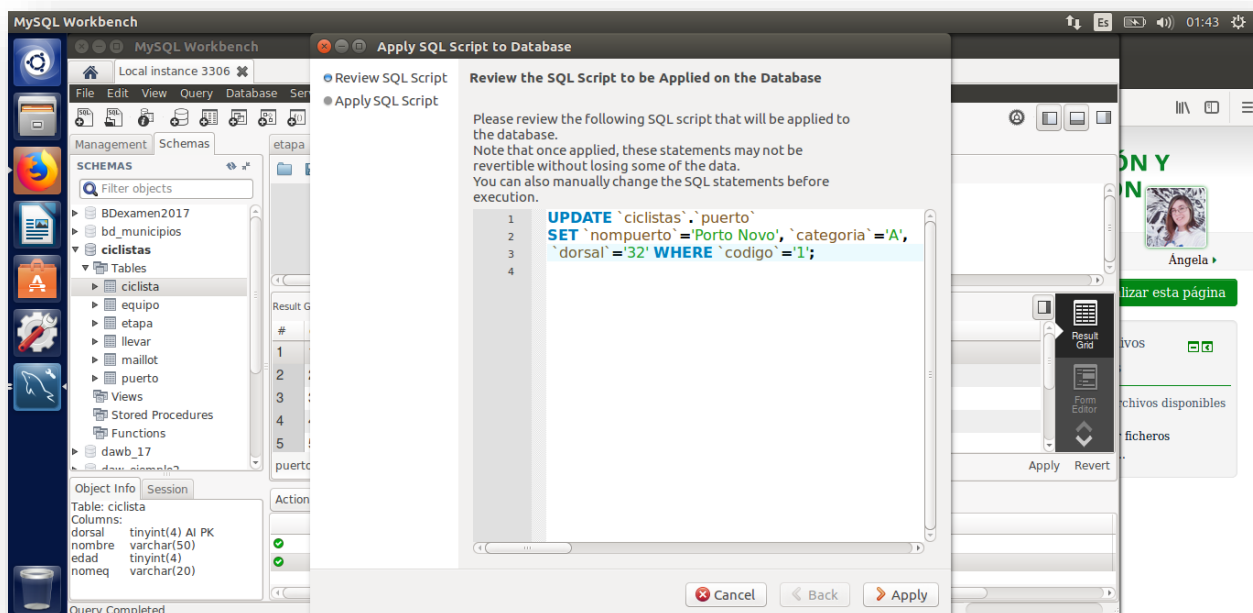 MySQL Workbench
Es
01:43
MySQL Workbench
Local instance 3306
File Edit View Query Database Ser
Management Schemas
SCHEMAS
Filter objects
BDexamen2017
bd_municipios
ciclistas
Tables
ciclista
equipo
etapa
llevar
maillot
puerto
Views
Stored Procedures
Functions
dawb_17
Object Info Session
Table: ciclista
Columns:
dorsal tinyint(4) AI PK
nombre varchar(50)
edad tinyint(4)
nomeq varchar(20)
Query Completed
etapa
Result G
#
1
2
3
4
5
puerto
Action
Apply SQL Script to Database
Review SQL Script
Apply SQL Script
Review the SQL Script to be Applied on the Database
Please review the following SQL script that will be applied to
the database.
Note that once applied, these statements may not be
revertible without losing some of the data.
You can also manually change the SQL statements before
execution.
1 UPDATE `ciclistas`.`puerto`
2 SET `nompuerto`='Porto Novo', `categoria`='A',
3 `dorsal`='32' WHERE `codigo`='1';
4
Cancel Back Apply
Result
Grid
Form
Editor
Apply Revert
ÓN Y
ÓN
Ángela
lizar esta página
ivos
rchivos disponibles
ficheros
..